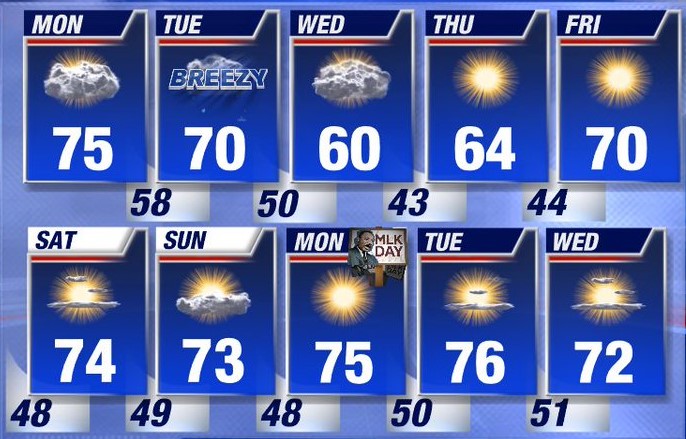 MON TUE WED THU FRI
BREEZY
75 70 60 64 70
58 50 43 44
SAT SUN MON TUE WED
MLK
DAY
74 73 75 76 72
48 49 48 50 51